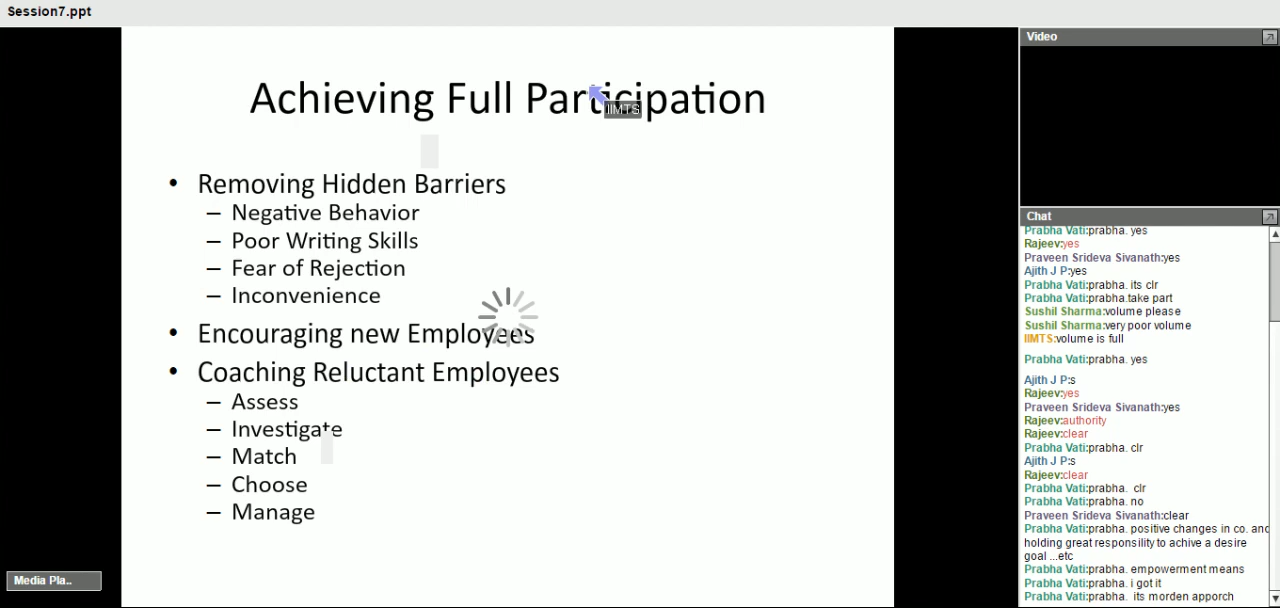 Session7.ppt
Achieving Full Participation
IIMTS
• Removing Hidden Barriers
– Negative Behavior
– Poor Writing Skills
– Fear of Rejection
– Inconvenience
• Encouraging new Employees
• Coaching Reluctant Employees
– Assess
– Investigate
– Match
– Choose
– Manage
Media Pla..
Video
Chat
Prabha Vati:prabha. yes
Rajeev:yes
Praveen Srideva Sivanath:yes
Ajith J P:yes
Prabha Vati:prabha. its clr
Prabha Vati:prabha.take part
Sushil Sharma:volume please
Sushil Sharma:very poor volume
IIMTS:volume is full
Prabha Vati:prabha. yes
Ajith J P:s
Rajeev:yes
Praveen Srideva Sivanath:yes
Rajeev:authority
Rajeev:clear
Prabha Vati:prabha. clr
Ajith J P:s
Rajeev:clear
Prabha Vati:prabha.  clr
Prabha Vati:prabha. no
Praveen Srideva Sivanath:clear
Prabha Vati:prabha. positive changes in co. and
holding great responsility to achive a desire
goal ...etc
Prabha Vati:prabha. empowerment means
Prabha Vati:prabha. i got it
Prabha Vati:prabha.  its morden apporch